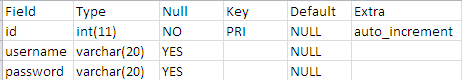 Field Type Null Key Default Extra
id int(11) NO PRI NULL auto_increment
username varchar(20) YES NULL
password varchar(20) YES NULL